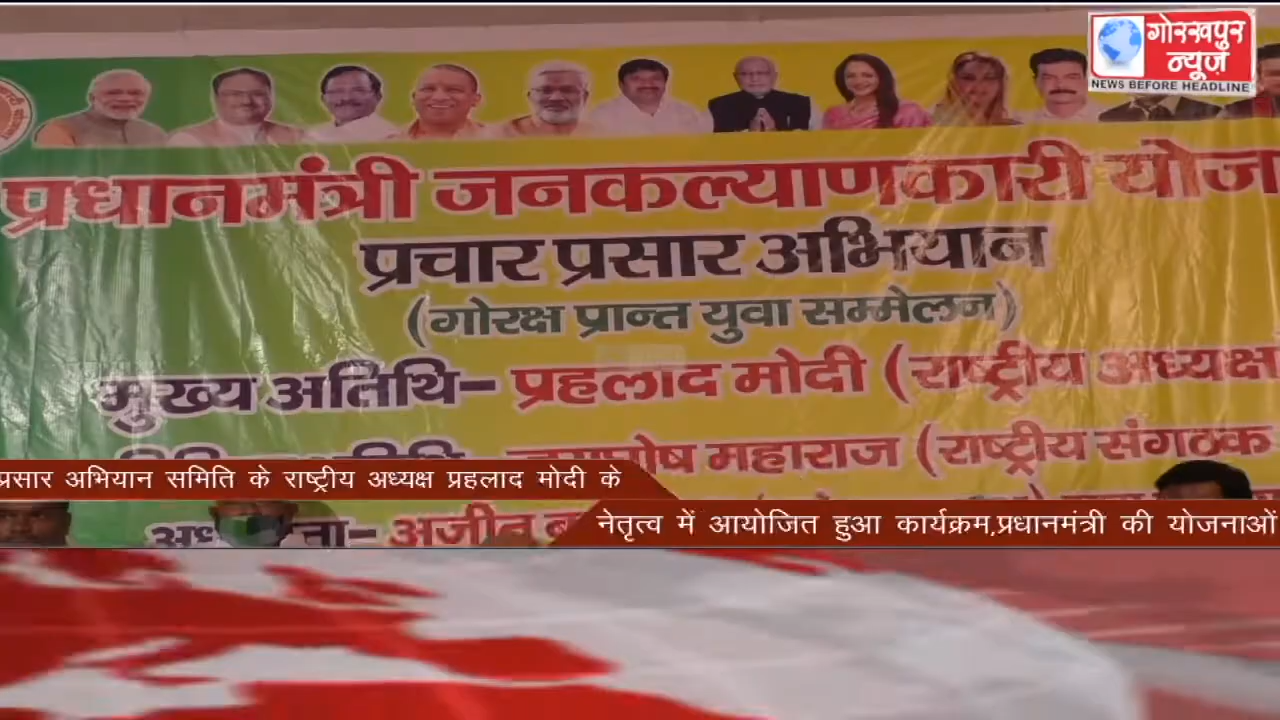 गोरखपुर
न्यूज़
NEWS BEFORE HEADLINE
प्रधानमंत्री जनकल्याणकारी
प्रचार प्रसार अभियान
(गोरक्ष प्रान्त युवा सम्मेलन)
मुख्य अतिथि- प्रहलाद मोदी (राष्ट्रीय अध्यक्ष
महाराज (राष्ट्रीय संगठक
प्रसार अभियान समिति के राष्ट्रीय अध्यक्ष प्रहलाद मोदी के
नेतृत्व में आयोजित हुआ कार्यक्रम,प्रधानमंत्री की योजनाओं